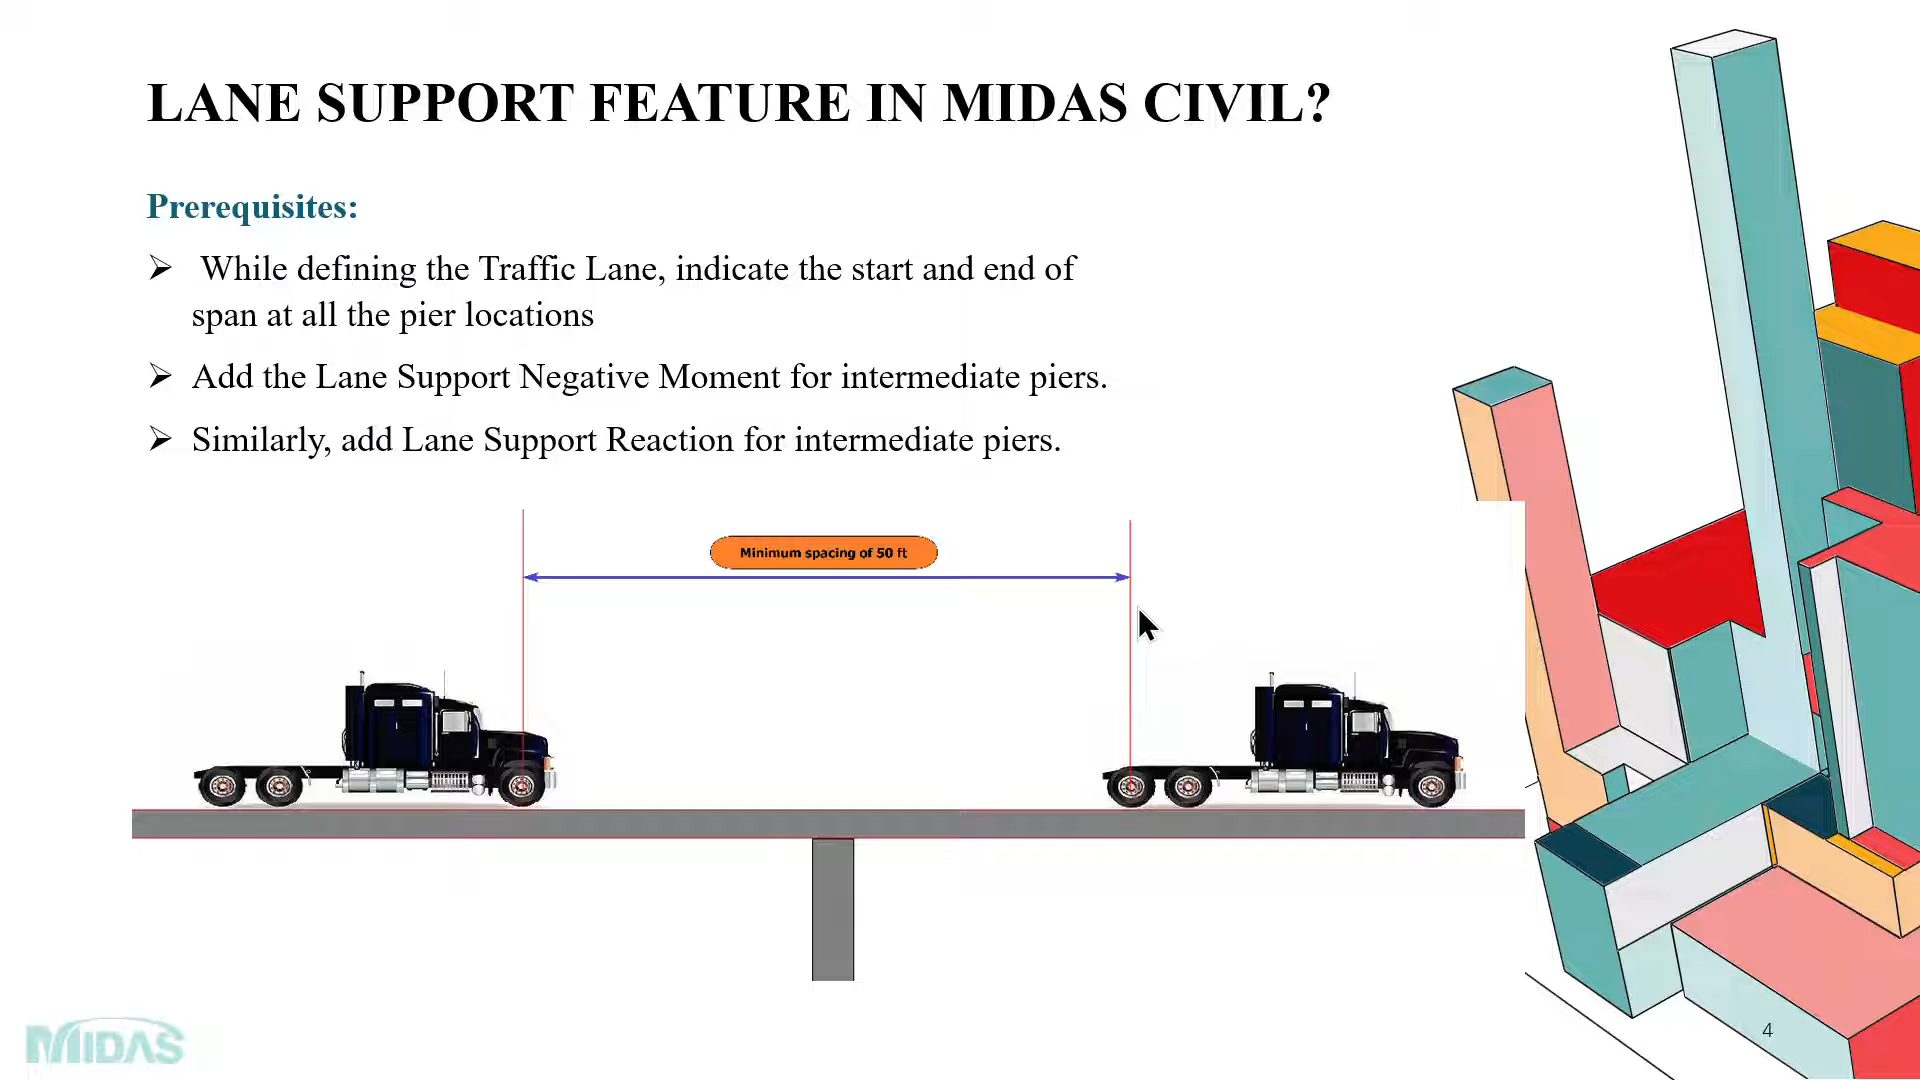 LANE SUPPORT FEATURE IN MIDAS CIVIL?
Prerequisites:
While defining the Traffic Lane, indicate the start and end of
span at all the pier locations
Add the Lane Support Negative Moment for intermediate piers.
Similarly, add Lane Support Reaction for intermediate piers.
Minimum spacing of 50 ft
MIDAS
4